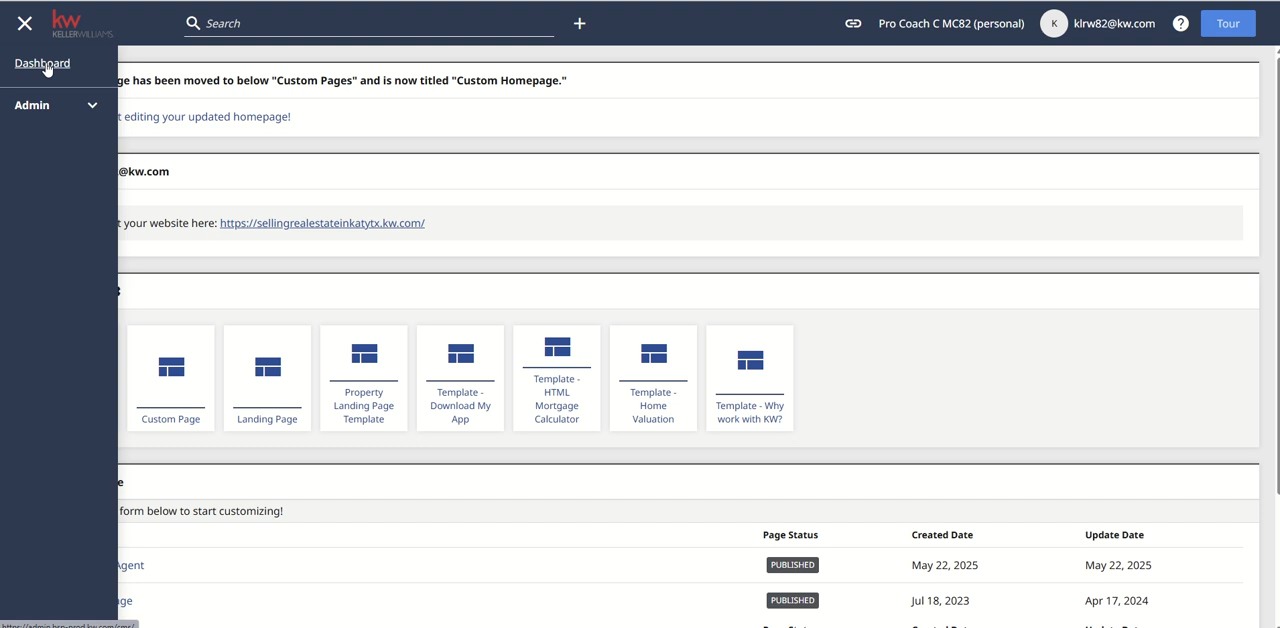 kw
KELLERWILLIAMS
Search
Pro Coach C MC82 (personal)
K
klrw82@kw.com
?
Tour
Dashboard
Admin
ge has been moved to below "Custom Pages" and is now titled "Custom Homepage."
t editing your updated homepage!
@kw.com
t your website here: https://sellingrealestateinkatytx.kw.com/
Custom Page
Landing Page
Property
Landing Page
Template
Template -
Download My
App
Template -
HTML
Mortgage
Calculator
Template -
Home
Valuation
Template - Why
work with KW?
e
form below to start customizing!
Page Status
Created Date
Update Date
Agent
PUBLISHED
May 22, 2025
May 22, 2025
ge
PUBLISHED
Jul 18, 2023
Apr 17, 2024